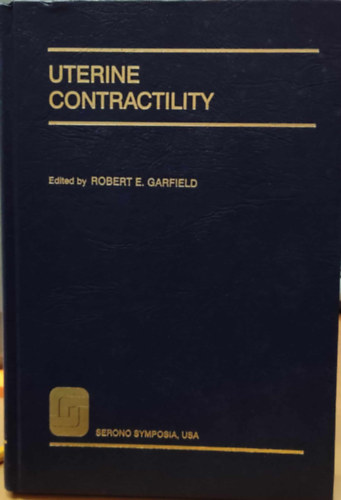 UTERINE
CONTRACTILITY
Edited by ROBERT E. GARFIELD
SERONO SYMPOSIA, USA